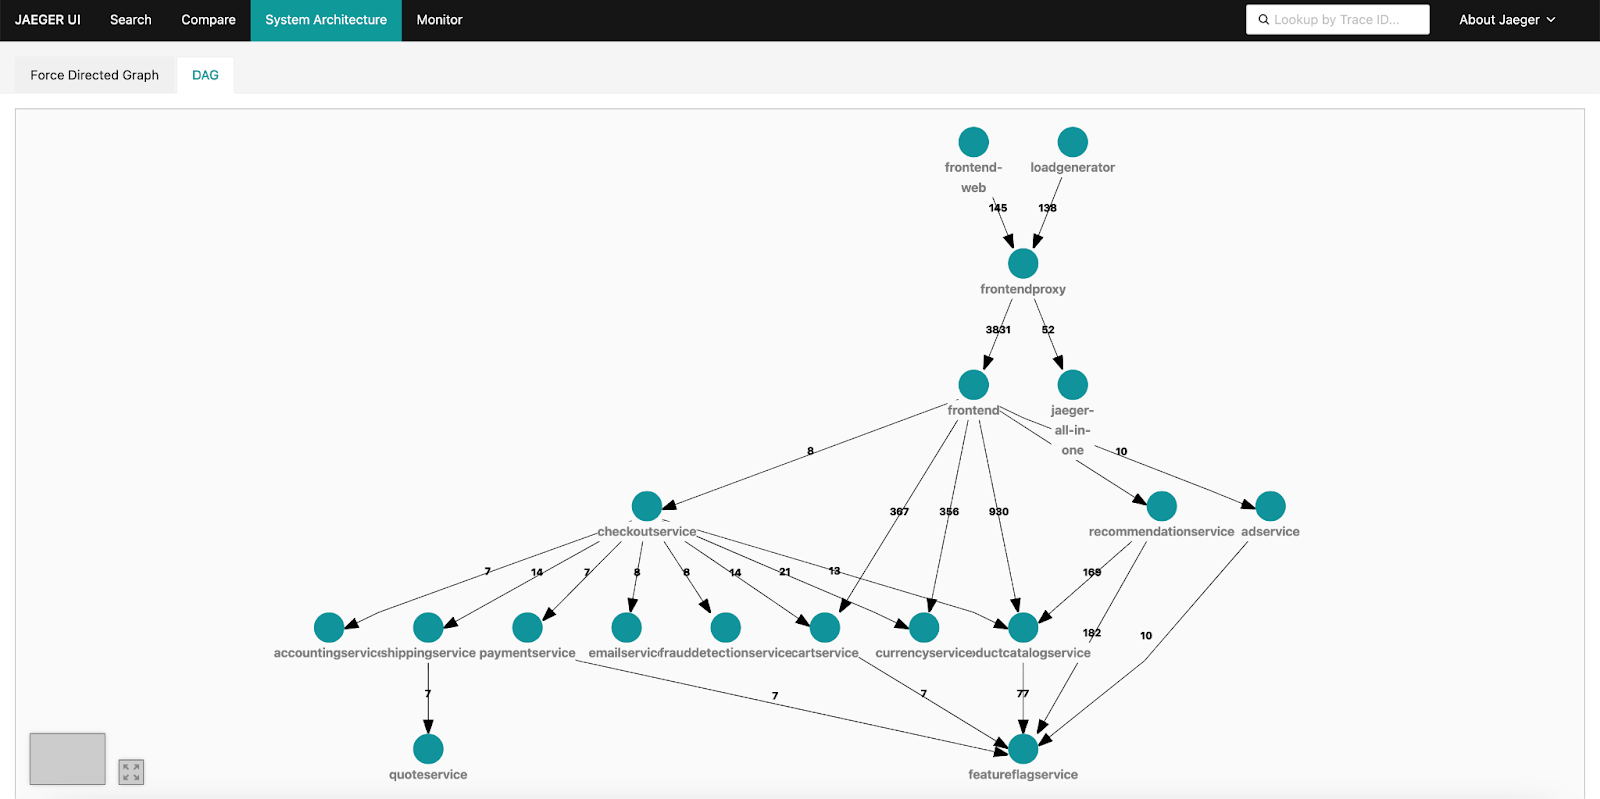 JAEGER UI Search Compare System Architecture Monitor Lookup by Trace ID... About Jaeger
Force Directed Graph DAG
frontend-
web
loadgenerator
145 138
frontendproxy
3831 52
frontend
jaeger-
all-in-
one
8 10
checkoutservice recommendationservice adservice
367 356 930
7 14 7 8 8 14 21 13 169
accountingservice shippingservice paymentservice emailservice frauddetectionservice cartservice currencyservice oductcatalogservice
182 10
7 7 7 77
quoteservice featureflagservice